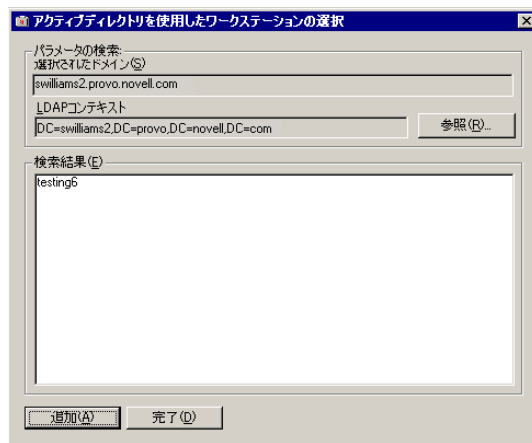 アクティブディレクトリを使用したワークステーションの選択
パラメータの検索:
選択されたドメイン(S)
swilliams2.provo.novell.com
LDAPコンテキスト
DC=swilliams2,DC=provo,DC=novell,DC=com
参照(R)...
検索結果(E)
testing6
追加(A)
完了(D)